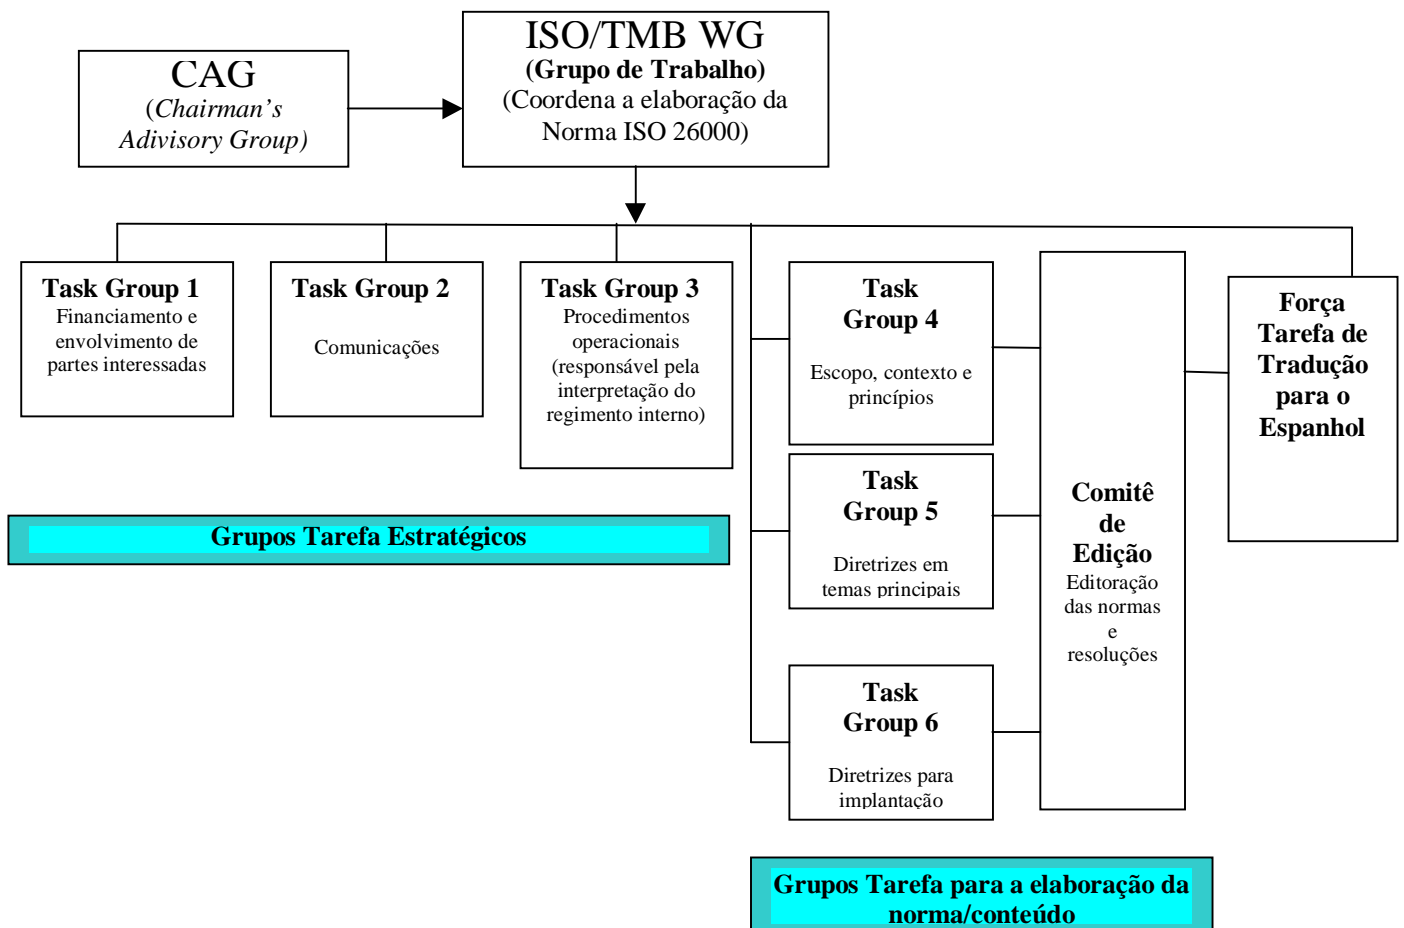 ISO/TMB WG
(Grupo de Trabalho)
(Coordena a elaboração da
Norma ISO 26000)
CAG
(Chairman's
Adivisory Group)
Task Group 1
Financiamento e
envolvimento de
partes interessadas
Task Group 2
Comunicações
Task Group 3
Procedimentos
operacionais
(responsável pela
interpretação do
regimento interno)
Task
Group 4
Escopo, contexto e
princípios
Task
Group 5
Diretrizes em
temas principais
Task
Group 6
Diretrizes para
implantação
Comitê
de
Edição
Editoração
das normas
e
resoluções
Força
Tarefa de
Tradução
para o
Espanhol
Grupos Tarefa Estratégicos
Grupos Tarefa para a elaboração da
norma/conteúdo